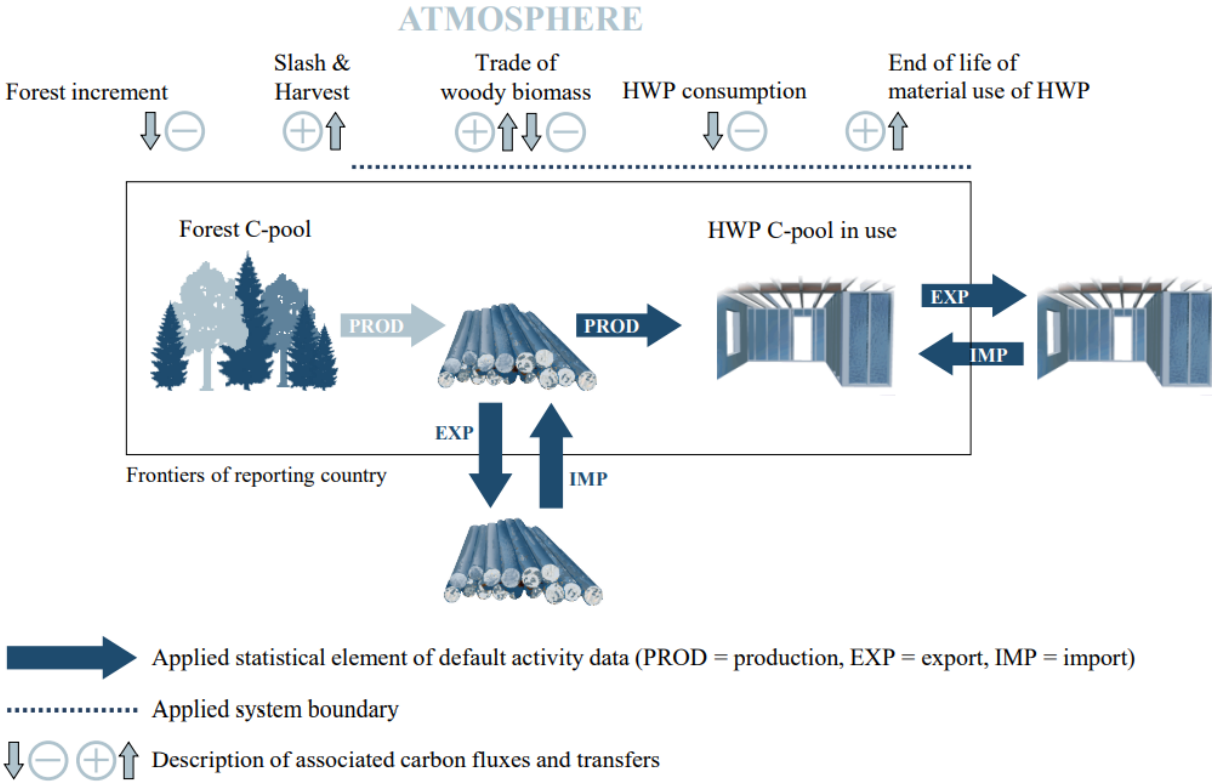 ATMOSPHERE
Forest increment
Slash &
Harvest
Trade of
woody biomass
HWP consumption
End of life of
material use of HWP
Forest C-pool
HWP C-pool in use
PROD
PROD
EXP
IMP
EXP
IMP
Frontiers of reporting country
Applied statistical element of default activity data (PROD = production, EXP = export, IMP = import)
Applied system boundary
Description of associated carbon fluxes and transfers